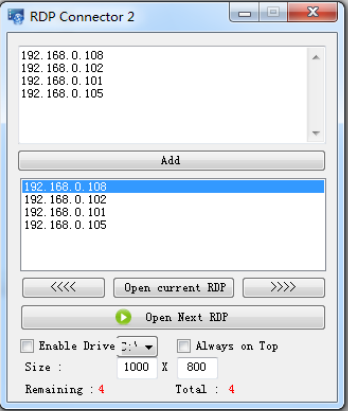 RDP Connector 2
192.168.0.108
192.168.0.102
192.168.0.101
192.168.0.105
Add
192.168.0.108
192.168.0.102
192.168.0.101
192.168.0.105
<<<< Open current RDP >>>>
Open Next RDP
Enable Drive Always on Top
Size : 1000 X 800
Remaining : 4 Total : 4